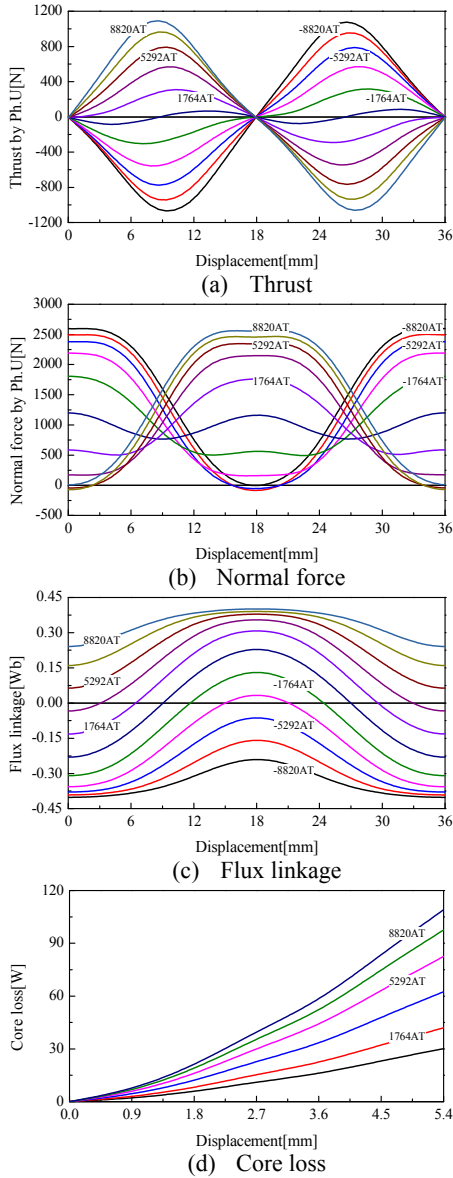 1200
800
400
0
-400
-800
-1200
Thrust by Ph.U[N]
8820AT
5292AT
1764AT
-8820AT
-5292AT
-1764AT
0 6 12 18 24 30 36
Displacement[mm]
(a) Thrust
3000
2500
2000
1500
1000
500
0
-500
Normal force by Ph.U[N]
8820AT
5292AT
1764AT
-8820AT
-5292AT
-1764AT
0 6 12 18 24 30 36
Displacement[mm]
(b) Normal force
0.45
0.30
0.15
0.00
-0.15
-0.30
-0.45
Flux linkage[Wb]
8820AT
5292AT
1764AT
-1764AT
-5292AT
-8820AT
0 6 12 18 24 30 36
Displacement[mm]
(c) Flux linkage
120
90
60
30
0
Core loss[W]
8820AT
5292AT
1764AT
0.0 0.9 1.8 2.7 3.6 4.5 5.4
Displacement[mm]
(d) Core loss